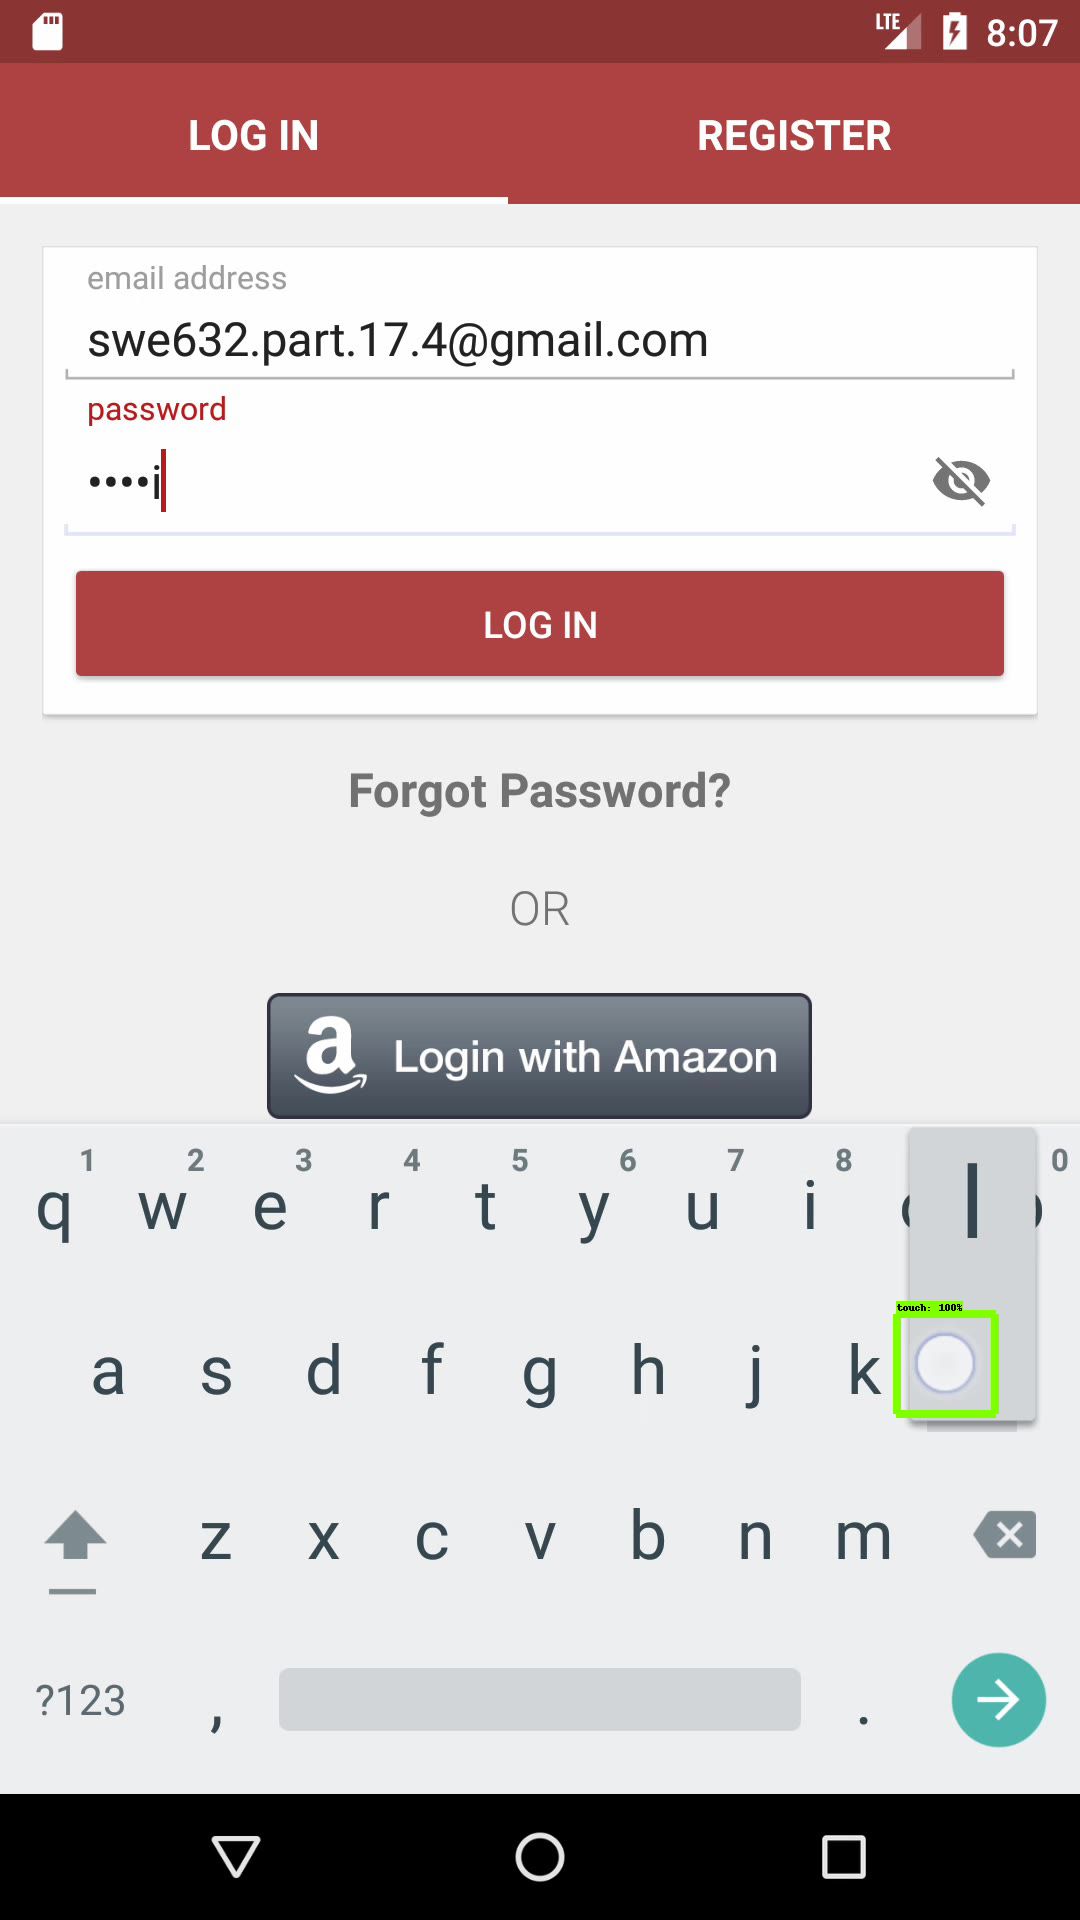 LTE 8:07
LOG IN REGISTER
email address
swe632.part.17.4@gmail.com
password
••••i
LOG IN
Forgot Password?
OR
a Login with Amazon
1 2 3 4 5 6 7 8 0
q w e r t y u i l
touch: 100%
a s d f g h j k
z x c v b n m
?123 , .